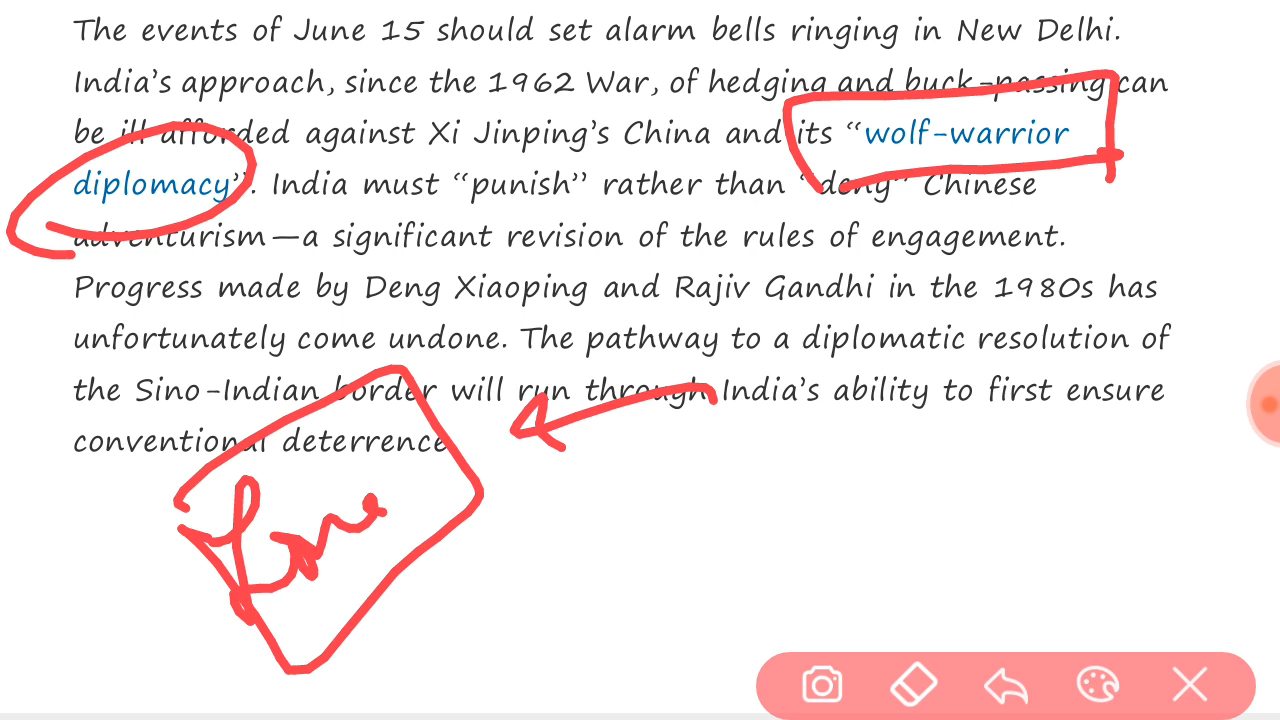 The events of June 15 should set alarm bells ringing in New Delhi.
India's approach, since the 1962 War, of hedging and buck-passing can
be ill-afforded against Xi Jinping's China and its “wolf-warrior
diplomacy”. India must “punish” rather than “deny” Chinese
adventurism—a significant revision of the rules of engagement.
Progress made by Deng Xiaoping and Rajiv Gandhi in the 1980s has
unfortunately come undone. The pathway to a diplomatic resolution of
the Sino-Indian border will run through India's ability to first ensure
conventional deterrence